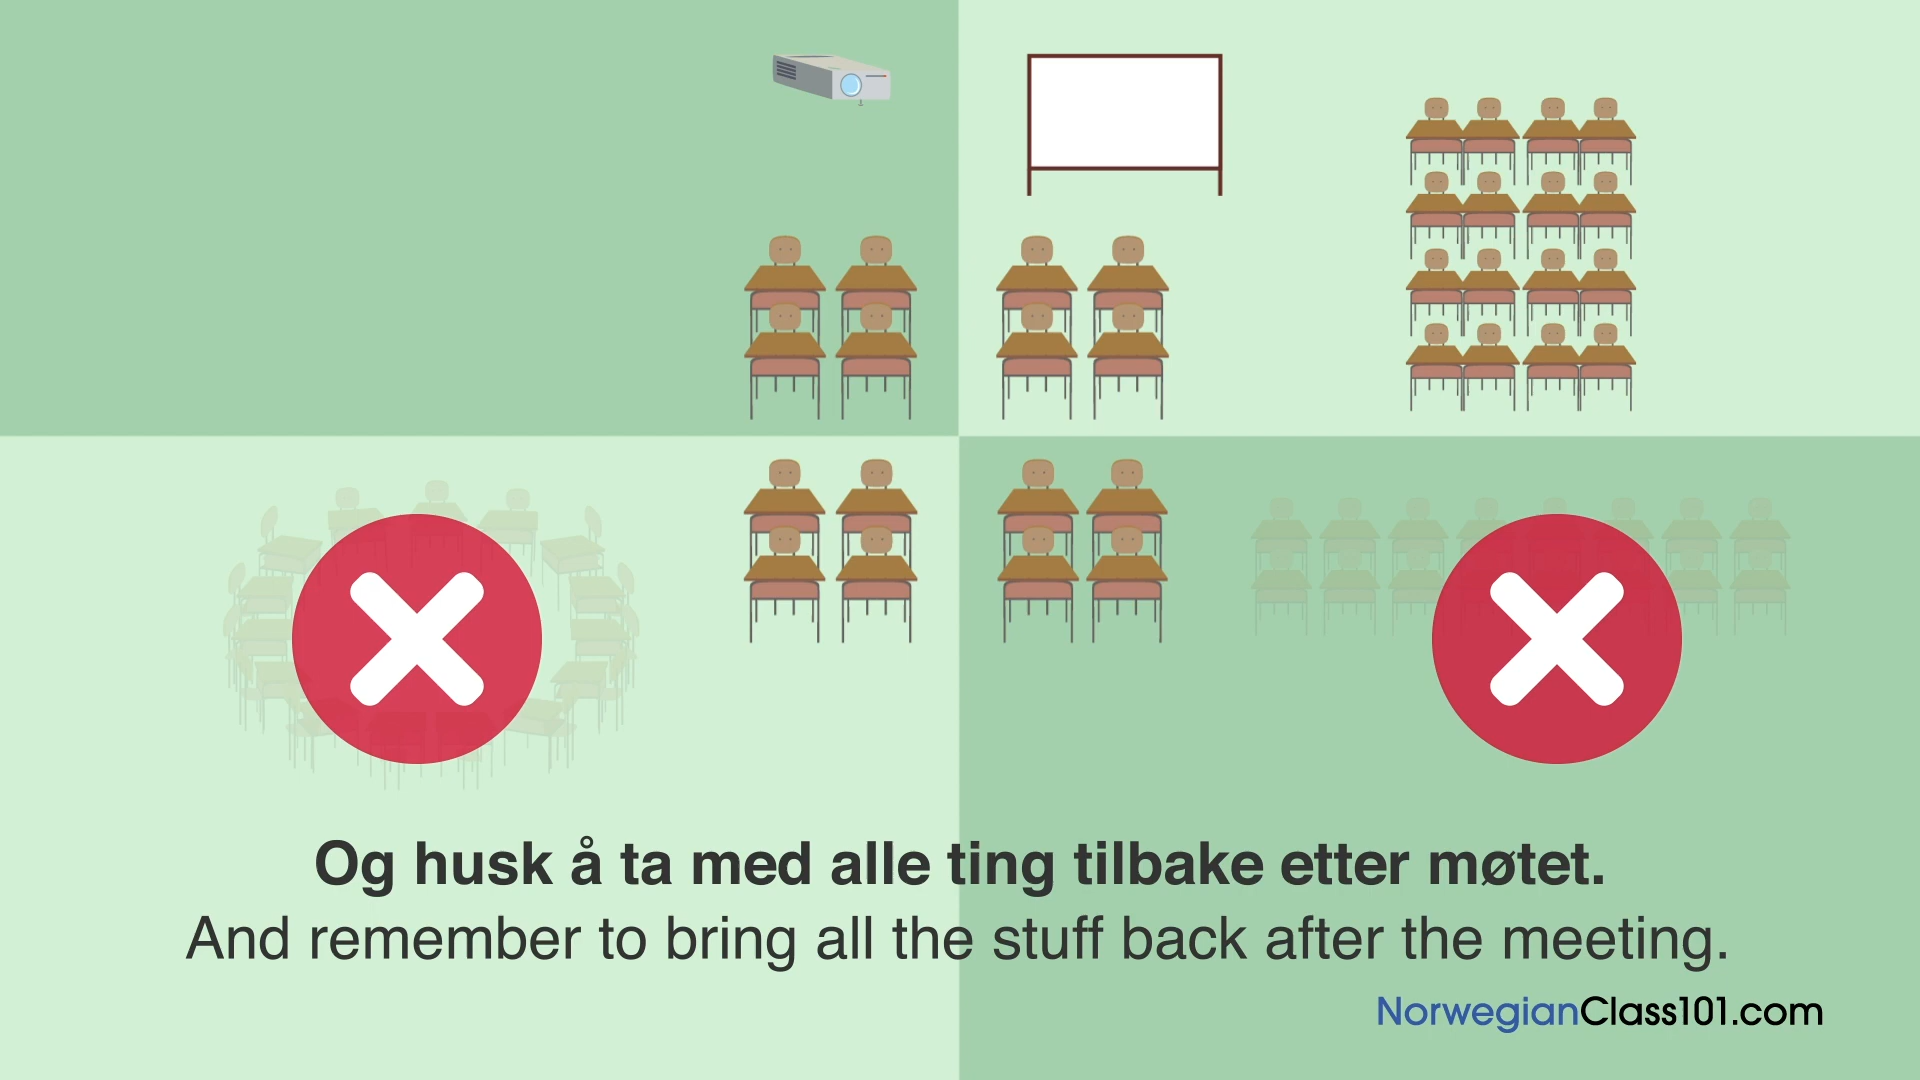 Og husk å ta med alle ting tilbake etter møtet.
And remember to bring all the stuff back after the meeting.
NorwegianClass101.com